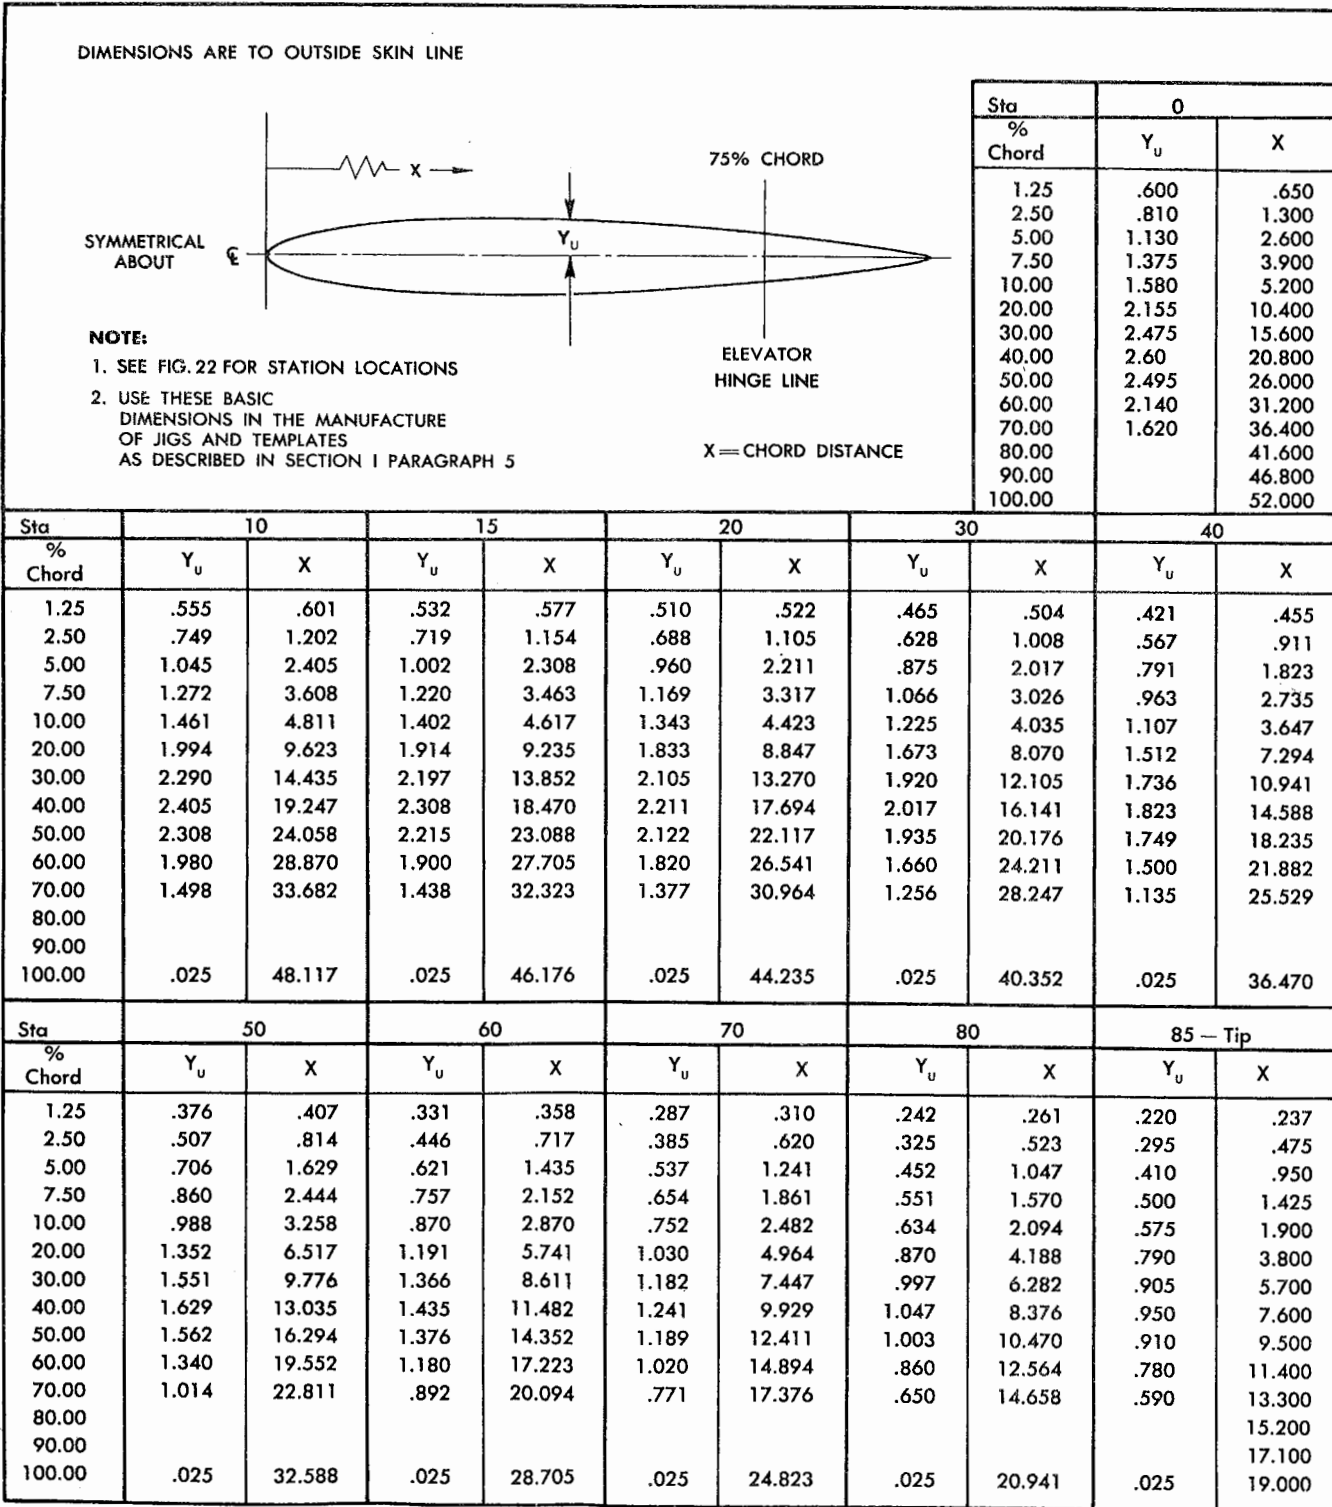 DIMENSIONS ARE TO OUTSIDE SKIN LINE
X
75% CHORD
SYMMETRICAL
ABOUT
℄
Yu
ELEVATOR
HINGE LINE
NOTE:
1. SEE FIG. 22 FOR STATION LOCATIONS
2. USE THESE BASIC
DIMENSIONS IN THE MANUFACTURE
OF JIGS AND TEMPLATES
AS DESCRIBED IN SECTION I PARAGRAPH 5
X = CHORD DISTANCE
Sta 0
% Chord Yu X
1.25 .600 .650
2.50 .810 1.300
5.00 1.130 2.600
7.50 1.375 3.900
10.00 1.580 5.200
20.00 2.155 10.400
30.00 2.475 15.600
40.00 2.60 20.800
50.00 2.495 26.000
60.00 2.140 31.200
70.00 1.620 36.400
80.00 41.600
90.00 46.800
100.00 52.000
Sta 10 15 20 30 40
% Chord Yu X Yu X Yu X Yu X Yu X
1.25 .555 .601 .532 .577 .510 .522 .465 .504 .421 .455
2.50 .749 1.202 .719 1.154 .688 1.105 .628 1.008 .567 .911
5.00 1.045 2.405 1.002 2.308 .960 2.211 .875 2.017 .791 1.823
7.50 1.272 3.608 1.220 3.463 1.169 3.317 1.066 3.026 .963 2.735
10.00 1.461 4.811 1.402 4.617 1.343 4.423 1.225 4.035 1.107 3.647
20.00 1.994 9.623 1.914 9.235 1.833 8.847 1.673 8.070 1.512 7.294
30.00 2.290 14.435 2.197 13.852 2.105 13.270 1.920 12.105 1.736 10.941
40.00 2.405 19.247 2.308 18.470 2.211 17.694 2.017 16.141 1.823 14.588
50.00 2.308 24.058 2.215 23.088 2.122 22.117 1.935 20.176 1.749 18.235
60.00 1.980 28.870 1.900 27.705 1.820 26.541 1.660 24.211 1.500 21.882
70.00 1.498 33.682 1.438 32.323 1.377 30.964 1.256 28.247 1.135 25.529
80.00
90.00
100.00 .025 48.117 .025 46.176 .025 44.235 .025 40.352 .025 36.470
Sta 50 60 70 80 85 – Tip
% Chord Yu X Yu X Yu X Yu X Yu X
1.25 .376 .407 .331 .358 .287 .310 .242 .261 .220 .237
2.50 .507 .814 .446 .717 .385 .620 .325 .523 .295 .475
5.00 .706 1.629 .621 1.435 .537 1.241 .452 1.047 .410 .950
7.50 .860 2.444 .757 2.152 .654 1.861 .551 1.570 .500 1.425
10.00 .988 3.258 .870 2.870 .752 2.482 .634 2.094 .575 1.900
20.00 1.352 6.517 1.191 5.741 1.030 4.964 .870 4.188 .790 3.800
30.00 1.551 9.776 1.366 8.611 1.182 7.447 .997 6.282 .905 5.700
40.00 1.629 13.035 1.435 11.482 1.241 9.929 1.047 8.376 .950 7.600
50.00 1.562 16.294 1.376 14.352 1.189 12.411 1.003 10.470 .910 9.500
60.00 1.340 19.552 1.180 17.223 1.020 14.894 .860 12.564 .780 11.400
70.00 1.014 22.811 .892 20.094 .771 17.376 .650 14.658 .590 13.300
80.00 15.200
90.00 17.100
100.00 .025 32.588 .025 28.705 .025 24.823 .025 20.941 .025 19.000